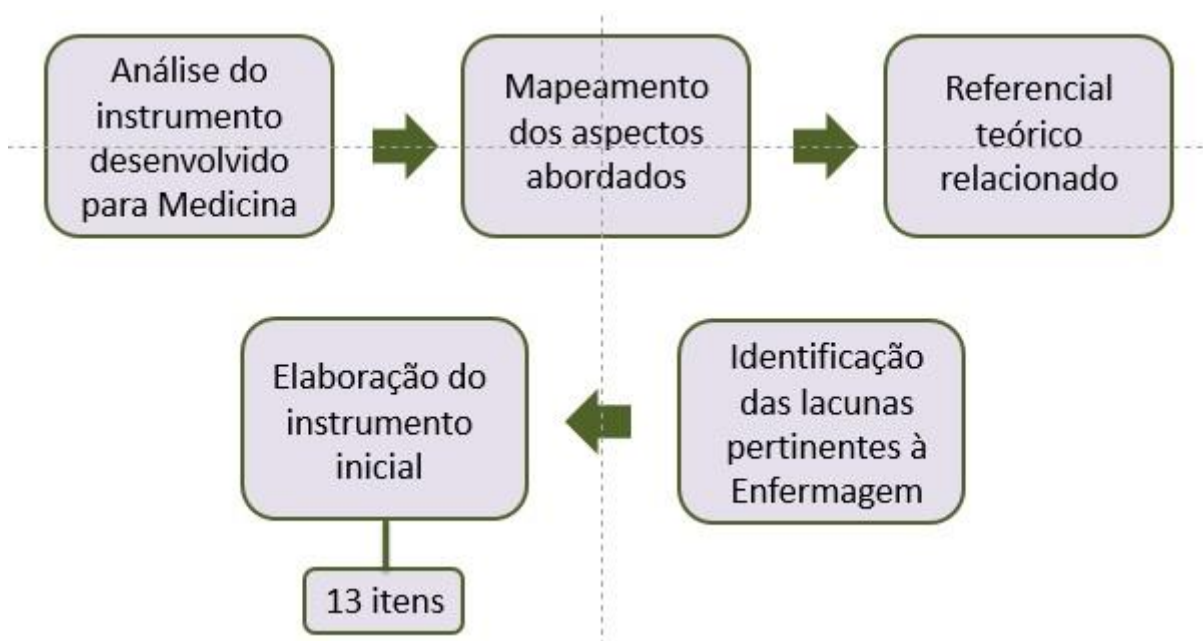 Análise do
instrumento
desenvolvido
para Medicina
Mapeamento
dos aspectos
abordados
Referencial
teórico
relacionado
Identificação
das lacunas
pertinentes à
Enfermagem
Elaboração do
instrumento
inicial
13 itens